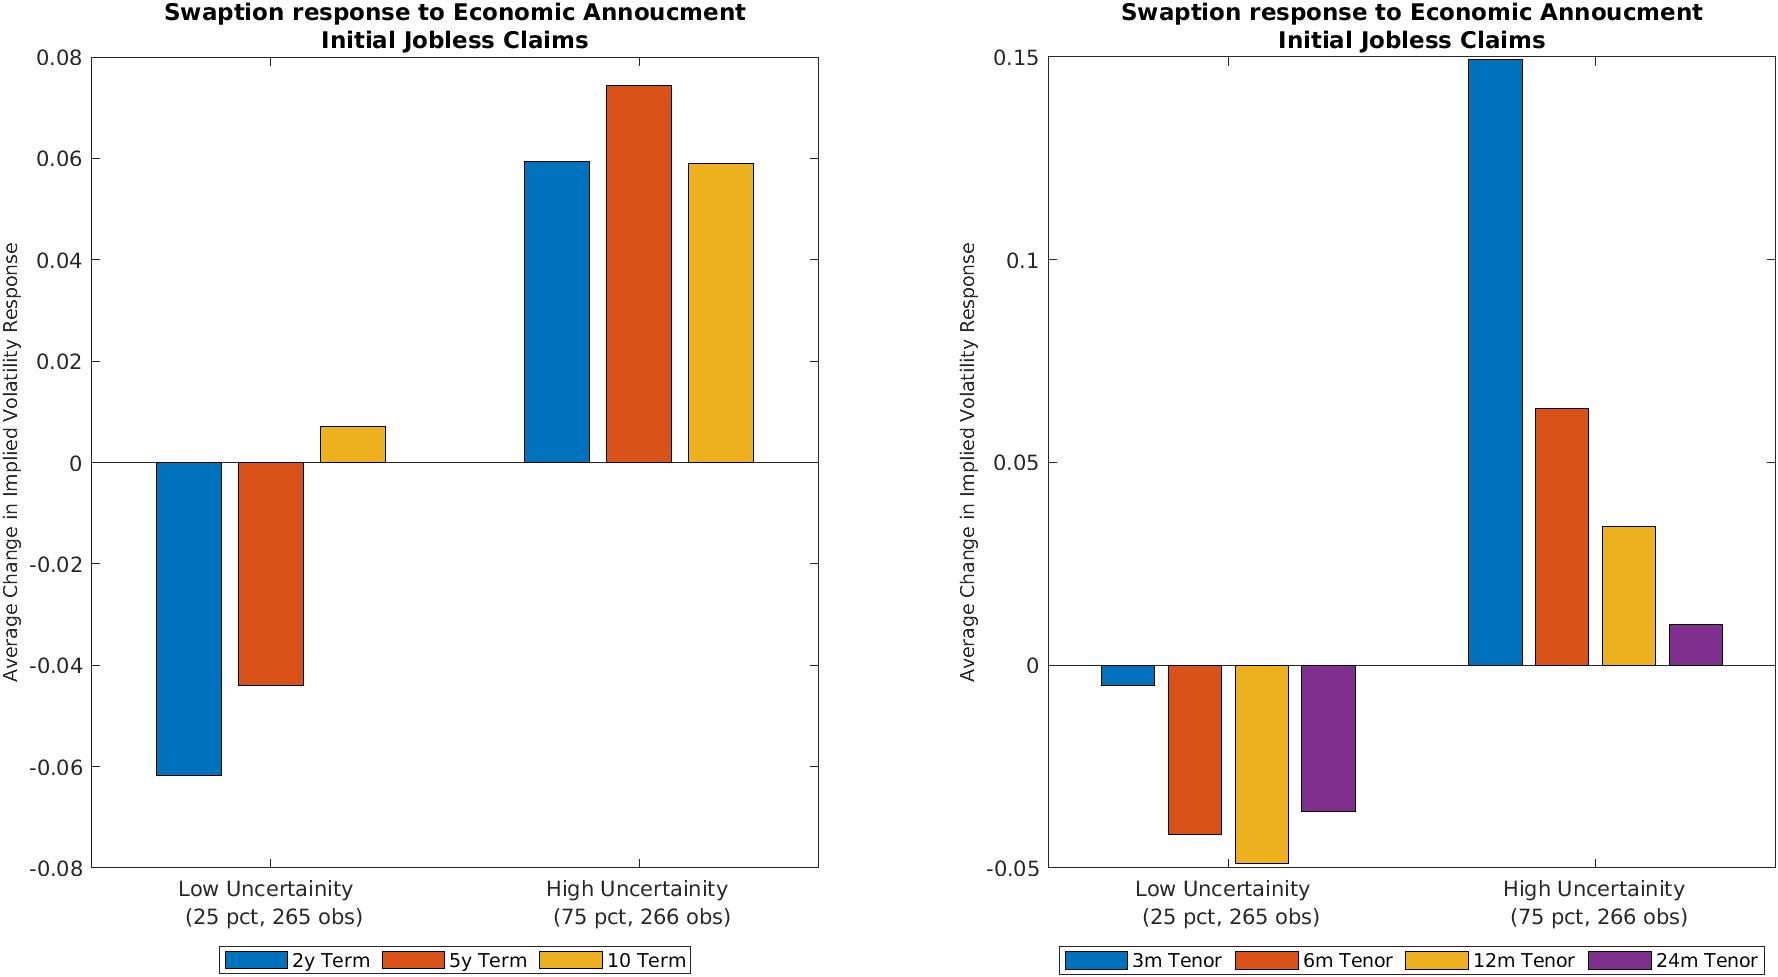 Swaption response to Economic Annoucment
Initial Jobless Claims
Average Change in Implied Volatility Response
0.08
0.06
0.04
0.02
0
-0.02
-0.04
-0.06
-0.08
Low Uncertainity
(25 pct, 265 obs)
High Uncertainity
(75 pct, 266 obs)
2y Term
5y Term
10 Term
Swaption response to Economic Annoucment
Initial Jobless Claims
Average Change in Implied Volatility Response
0.15
0.1
0.05
0
-0.05
Low Uncertainity
(25 pct, 265 obs)
High Uncertainity
(75 pct, 266 obs)
3m Tenor
6m Tenor
12m Tenor
24m Tenor